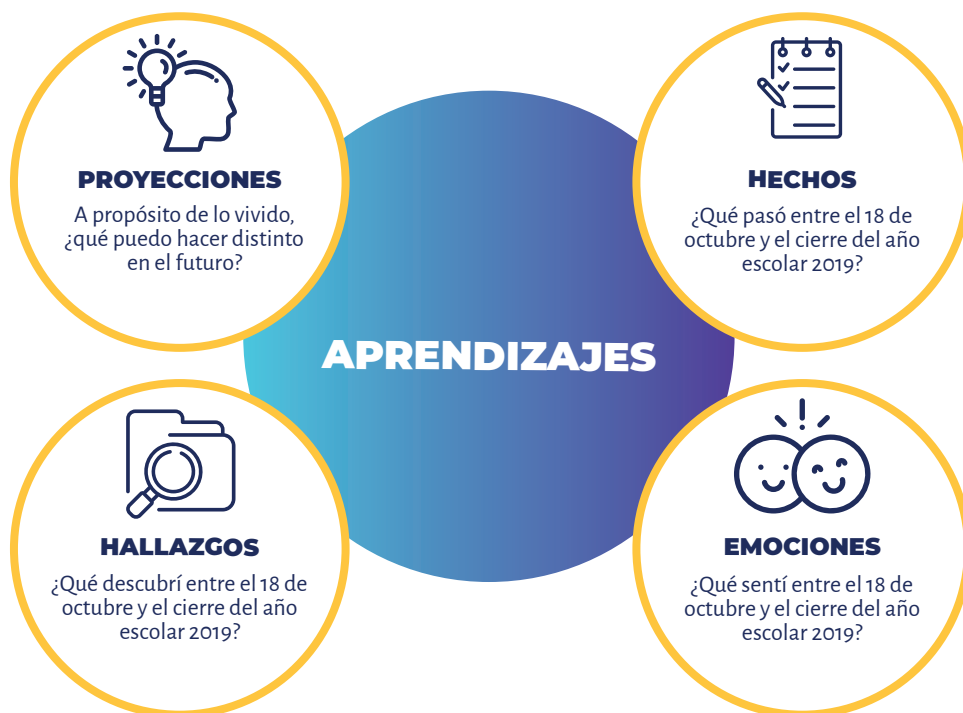 PROYECCIONES
A propósito de lo vivido,
¿qué puedo hacer distinto
en el futuro?
HECHOS
¿Qué pasó entre el 18 de
octubre y el cierre del año
escolar 2019?
APRENDIZAJES
HALLAZGOS
¿Qué descubrí entre el 18 de
octubre y el cierre del año
escolar 2019?
EMOCIONES
¿Qué sentí entre el 18 de
octubre y el cierre del año
escolar 2019?